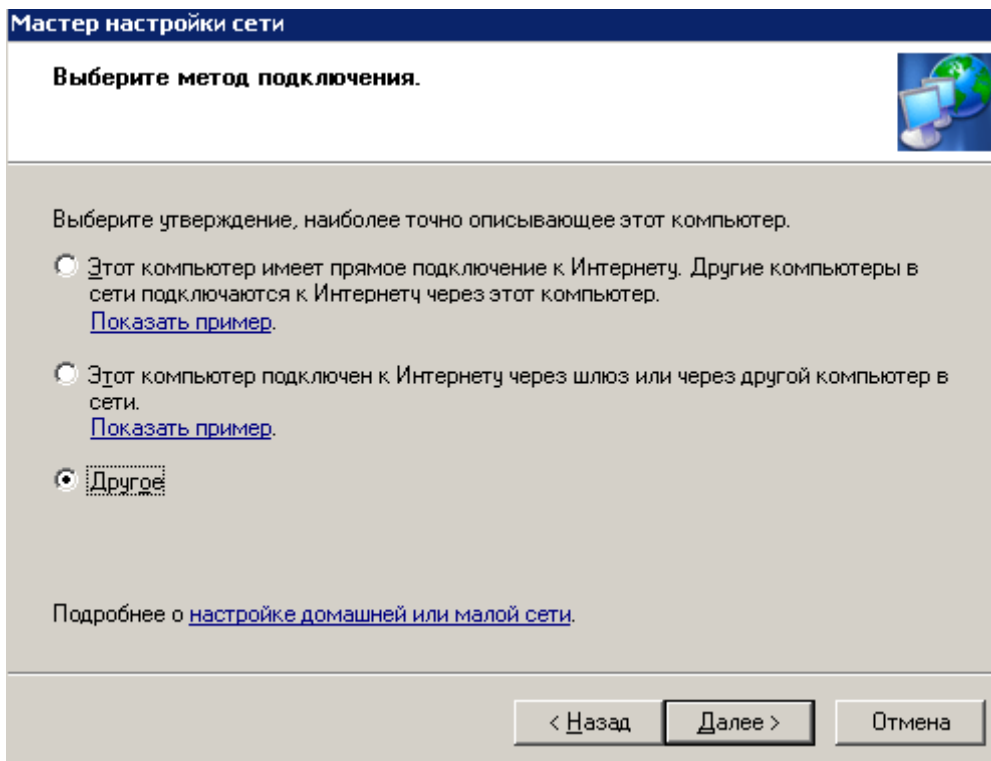 Мастер настройки сети
Выберите метод подключения.
Выберите утверждение, наиболее точно описывающее этот компьютер.
Этот компьютер имеет прямое подключение к Интернету. Другие компьютеры в
сети подключаются к Интернету через этот компьютер.
Показать пример.
Этот компьютер подключен к Интернету через шлюз или через другой компьютер в
сети.
Показать пример.
Другое
Подробнее о настройке домашней или малой сети.
< Назад Далее > Отмена